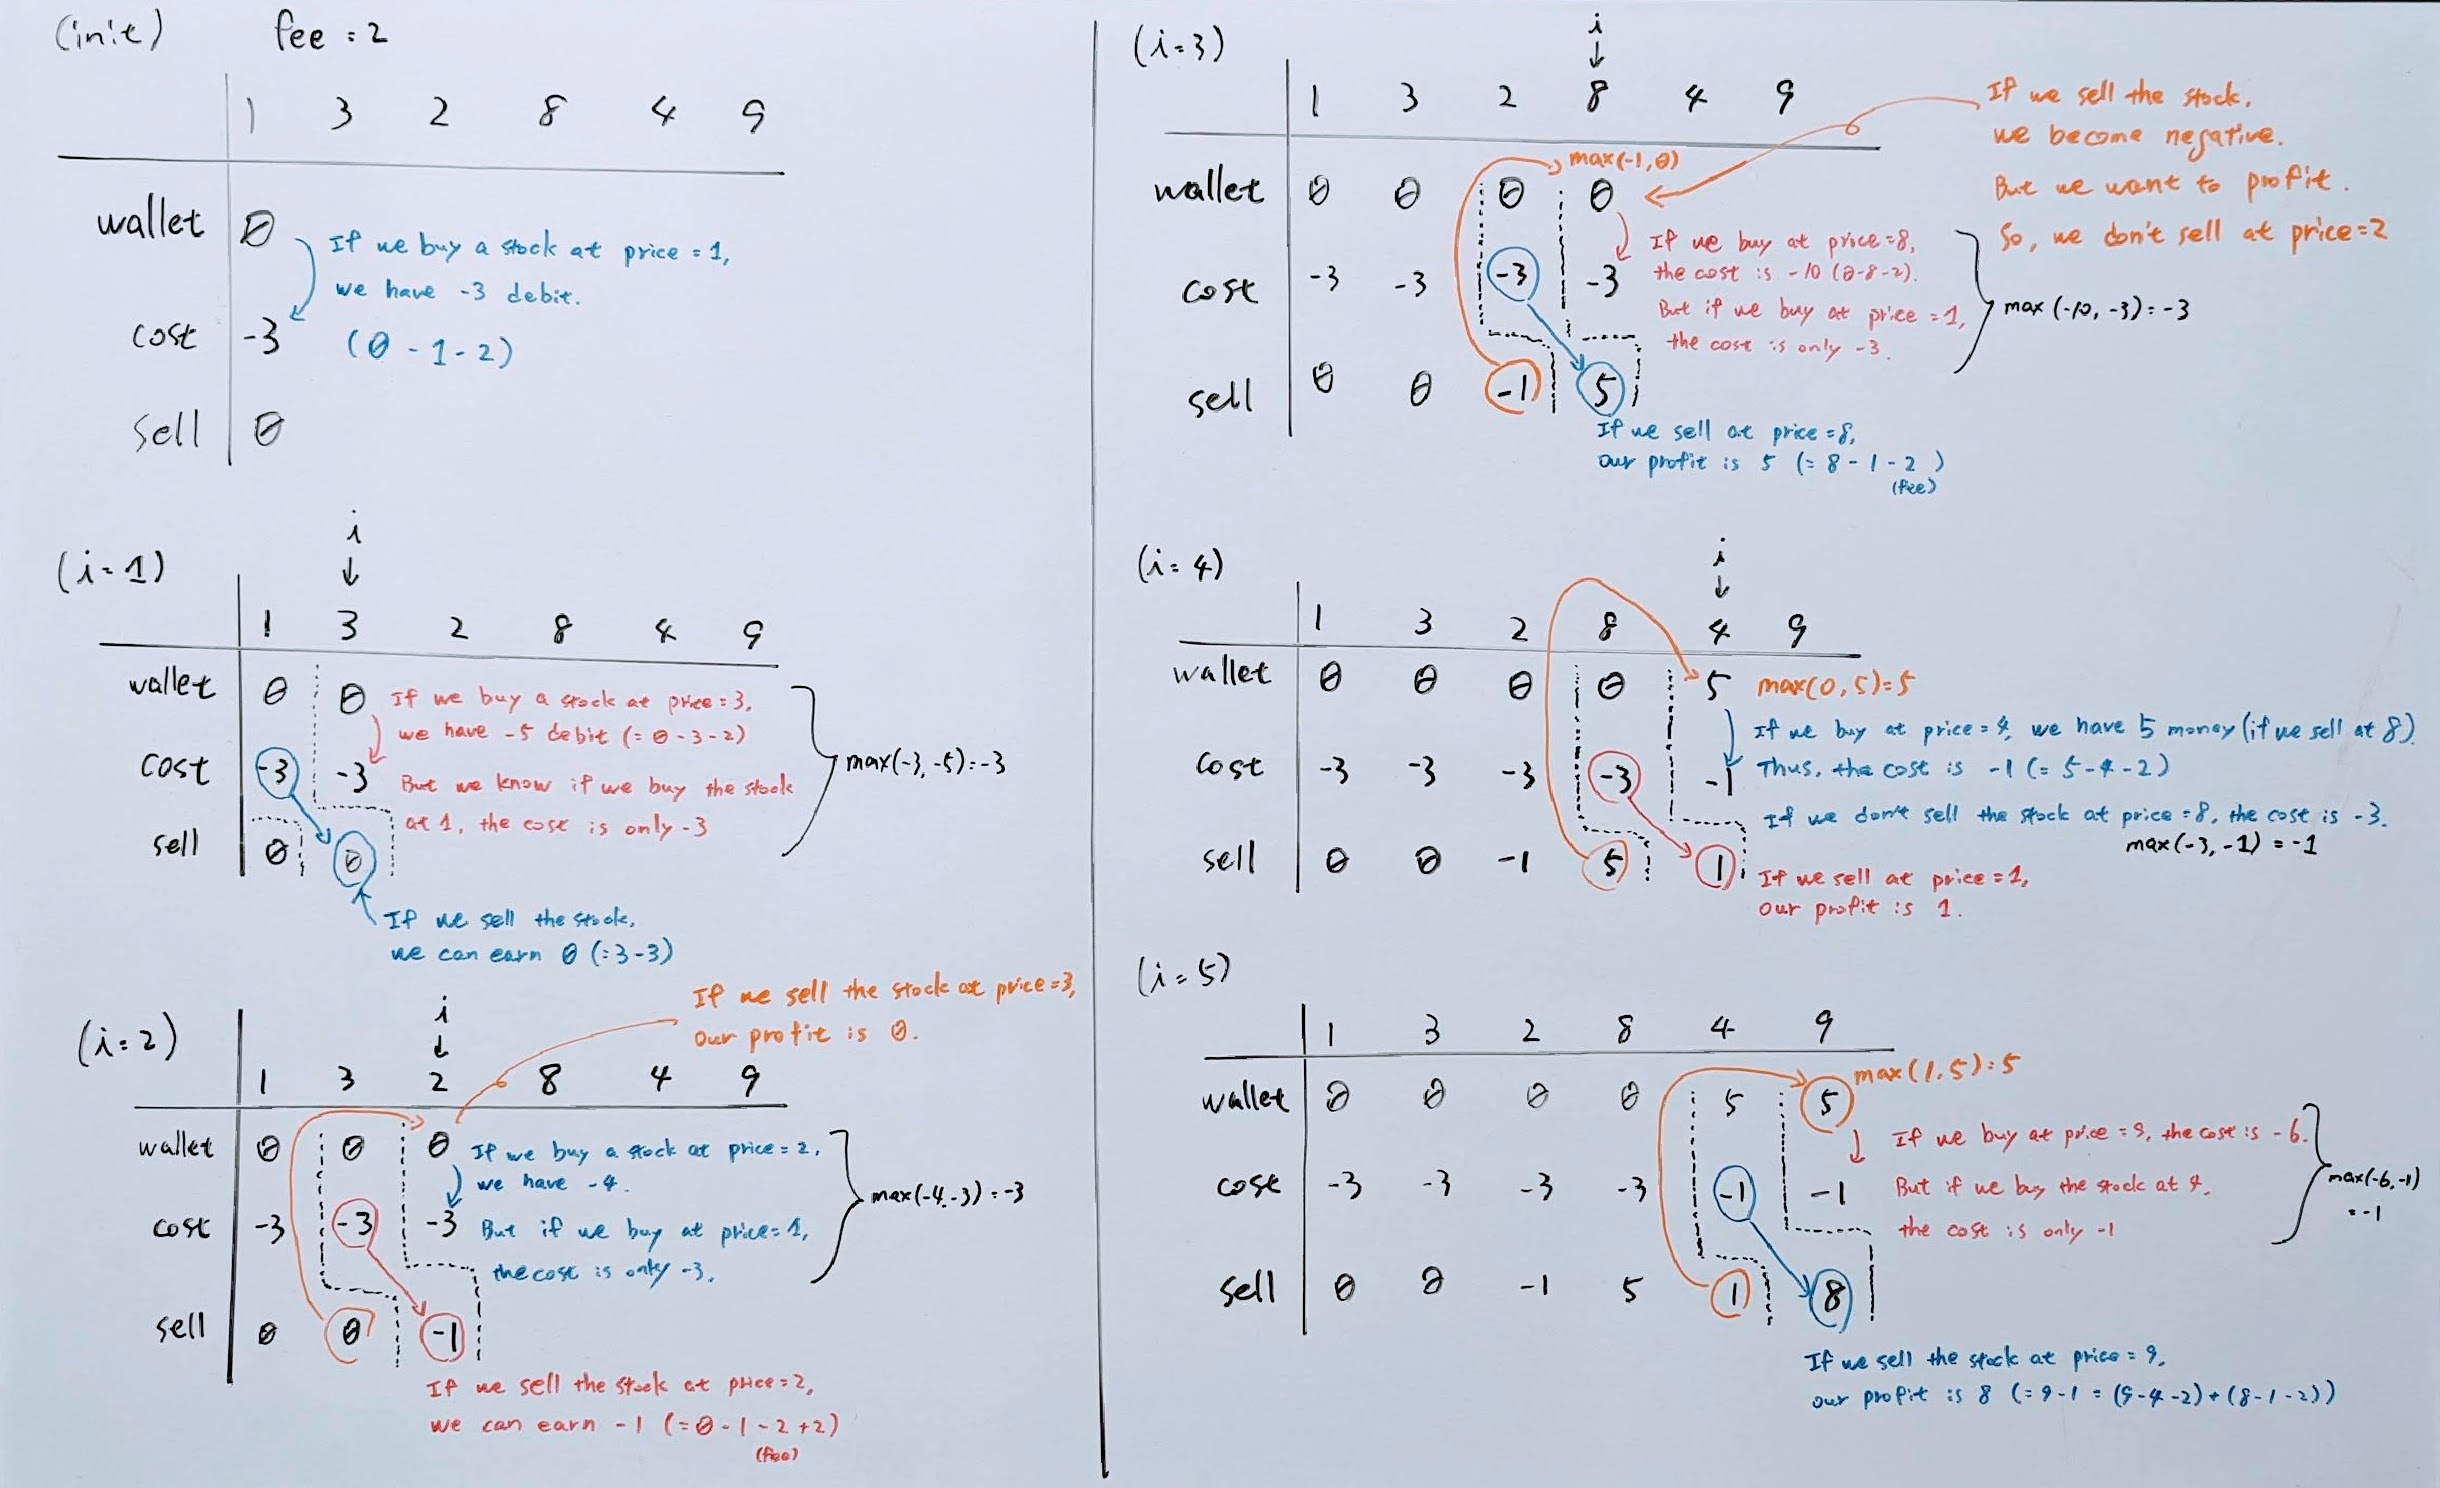 (init) fee = 2
1 3 2 8 4 9
wallet 0
If we buy a stock at price = 1,
we have -3 debit.
cost -3 (0 - 1 - 2)
sell 0
(i=1)
i
↓
1 3 2 8 4 9
wallet 0 0
If we buy a stock at price = 3,
we have -5 debit (= 0-3-2)
cost -3 -3
But we know if we buy the stock
at 1, the cost is only -3
max(-3,-5)=-3
sell 0 0
If we sell the stock,
we can earn 0 (=3-3)
(i=2)
i
↓
If we sell the stock at price=3,
our profit is 0.
1 3 2 8 4 9
wallet 0 0 0
If we buy a stock at price=2,
we have -4.
cost -3 -3 -3
But if we buy at price=1,
the cost is only -3.
max(-4,-3)=-3
sell 0 0 -1
If we sell the stock at price=2,
we can earn -1 (=0-1-2+2)
(fee)
(i=3)
i
↓
1 3 2 8 4 9
If we sell the stock,
we become negative.
But we want to profit.
So, we don't sell at price=2
max(-1,0)
wallet 0 0 0 0
If we buy at price=8,
the cost is -10 (0-8-2).
cost -3 -3 -3 -3
But if we buy at price=1,
the cost is only -3.
max(-10, -3)=-3
sell 0 0 -1 5
If we sell at price=8,
our profit is 5 (= 8-1-2)
(fee)
(i=4)
i
↓
1 3 2 8 4 9
wallet 0 0 0 0 5 max(0,5)=5
If we buy at price=4, we have 5 money (if we sell at 8).
cost -3 -3 -3 -3 -1
Thus, the cost is -1 (= 5-4-2)
If we don't sell the stock at price=8, the cost is -3.
max(-3, -1) = -1
sell 0 0 -1 5 1
If we sell at price=1,
our profit is 1.
(i=5)
1 3 2 8 4 9
max(1,5)=5
wallet 0 0 0 0 5 5
If we buy at price=9, the cost is -6.
cost -3 -3 -3 -3 -1 -1
But if we buy the stock at 4,
the cost is only -1
max(-6,-1)
=-1
sell 0 0 -1 5 1 8
If we sell the stock at price=9,
our profit is 8 (=9-1 = (9-4-2)+(8-1-2))